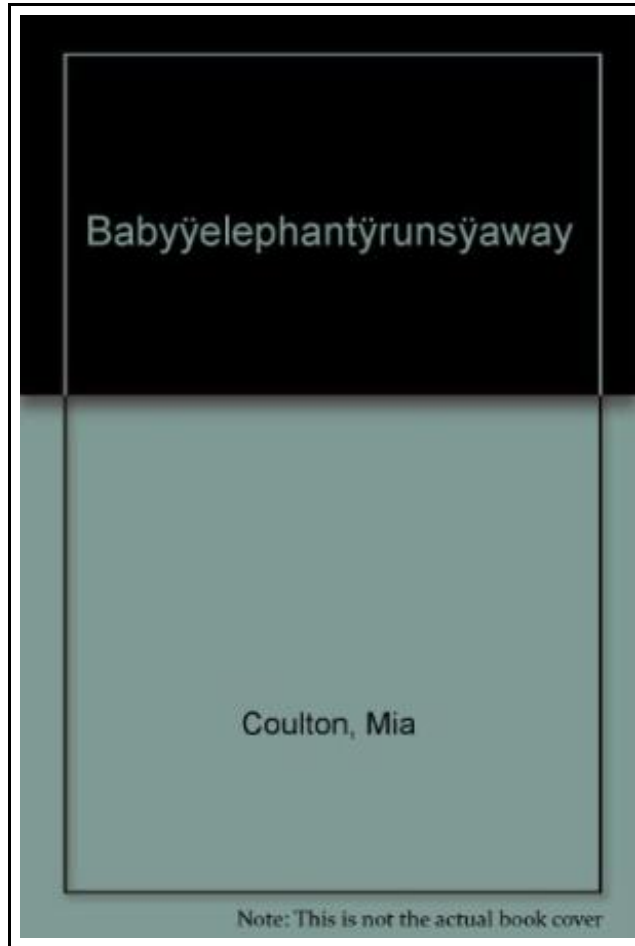 Babyÿelephantÿrunsÿaway
Coulton, Mia
Note: This is not the actual book cover